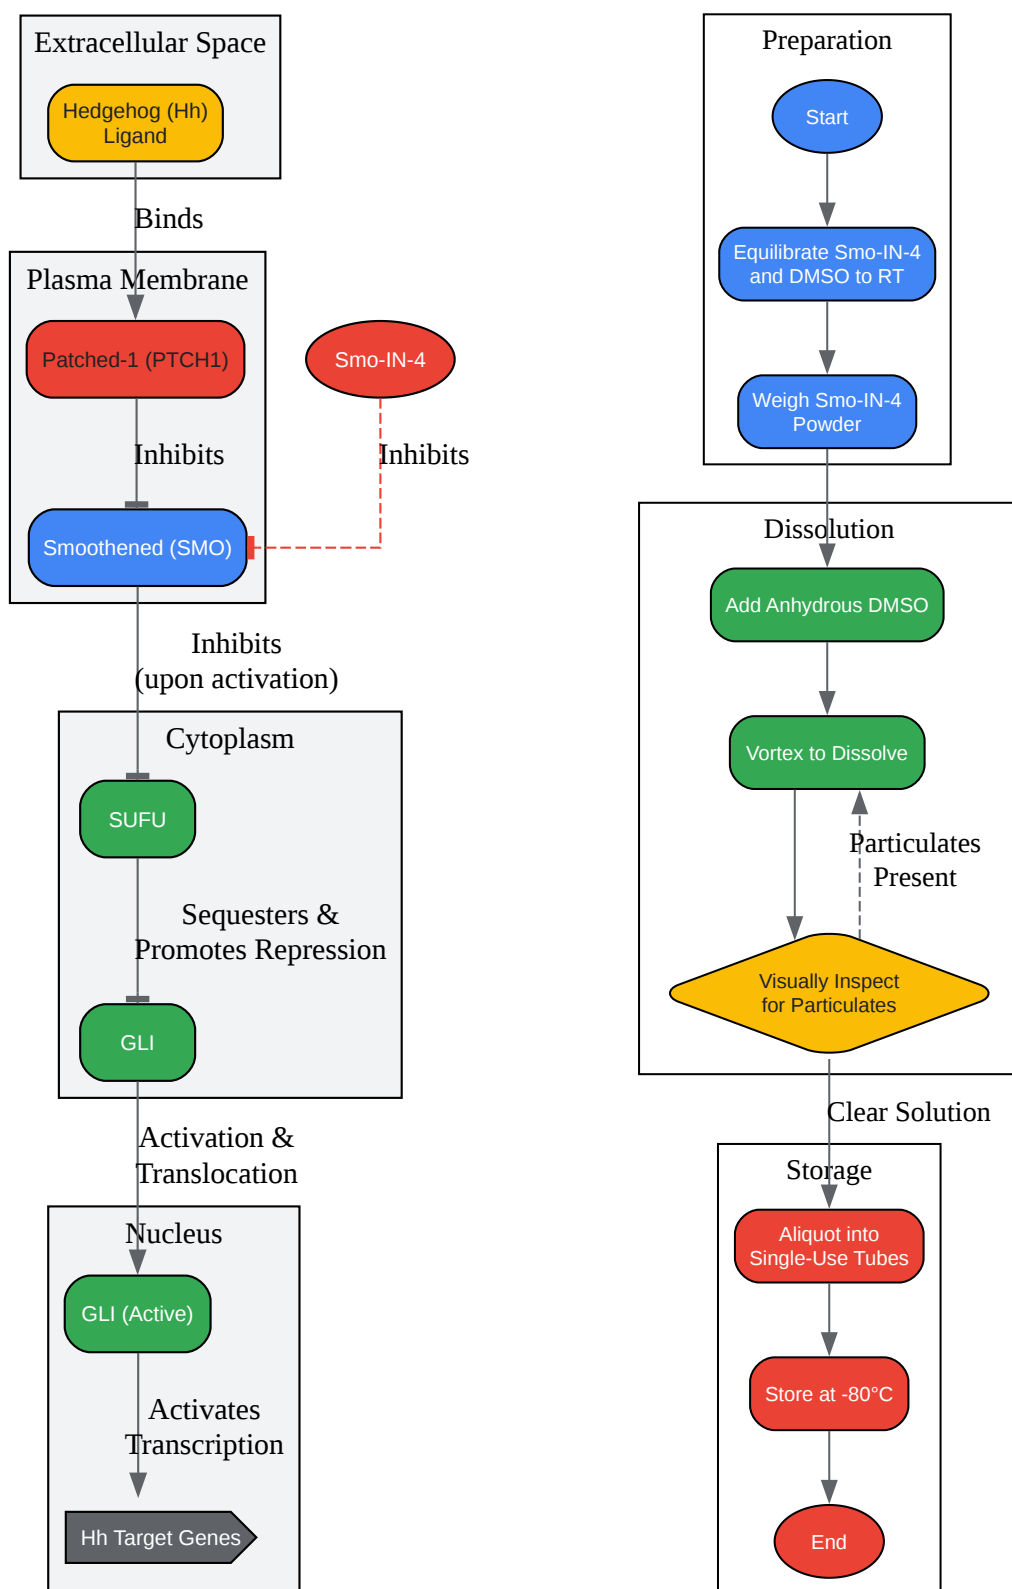 Extracellular Space
Hedgehog (Hh)
Ligand
Binds
Plasma Membrane
Patched-1 (PTCH1)
Smo-IN-4
Inhibits
Inhibits
Smoothened (SMO)
Inhibits
(upon activation)
Cytoplasm
SUFU
Sequesters &
Promotes Repression
GLI
Activation &
Translocation
Nucleus
GLI (Active)
Activates
Transcription
Hh Target Genes
Preparation
Start
Equilibrate Smo-IN-4
and DMSO to RT
Weigh Smo-IN-4
Powder
Dissolution
Add Anhydrous DMSO
Vortex to Dissolve
Particulates
Present
Visually Inspect
for Particulates
Clear Solution
Storage
Aliquot into
Single-Use Tubes
Store at -80°C
End